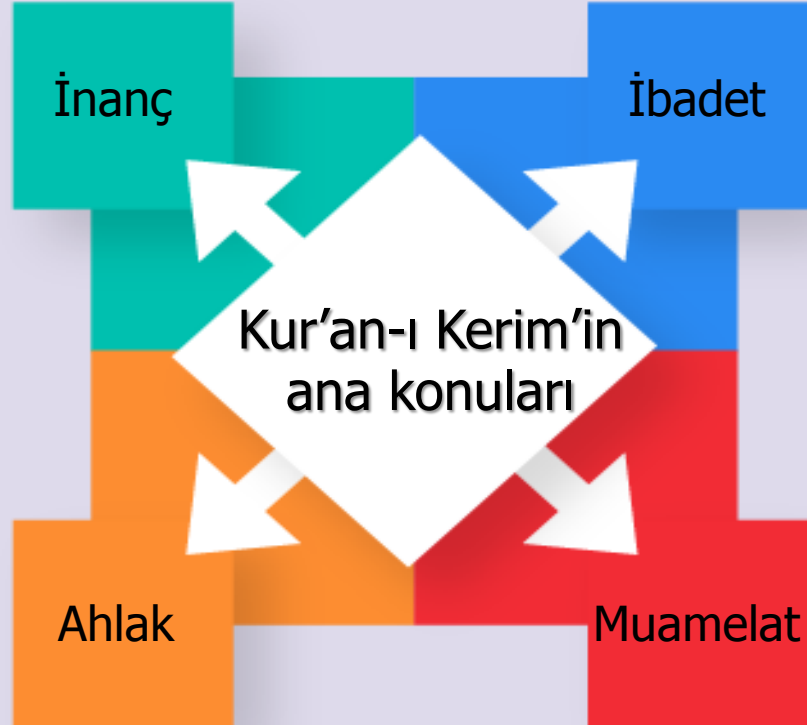 İnanç
İbadet
Kur’an-ı Kerim’in
ana konuları
Ahlak
Muamelat